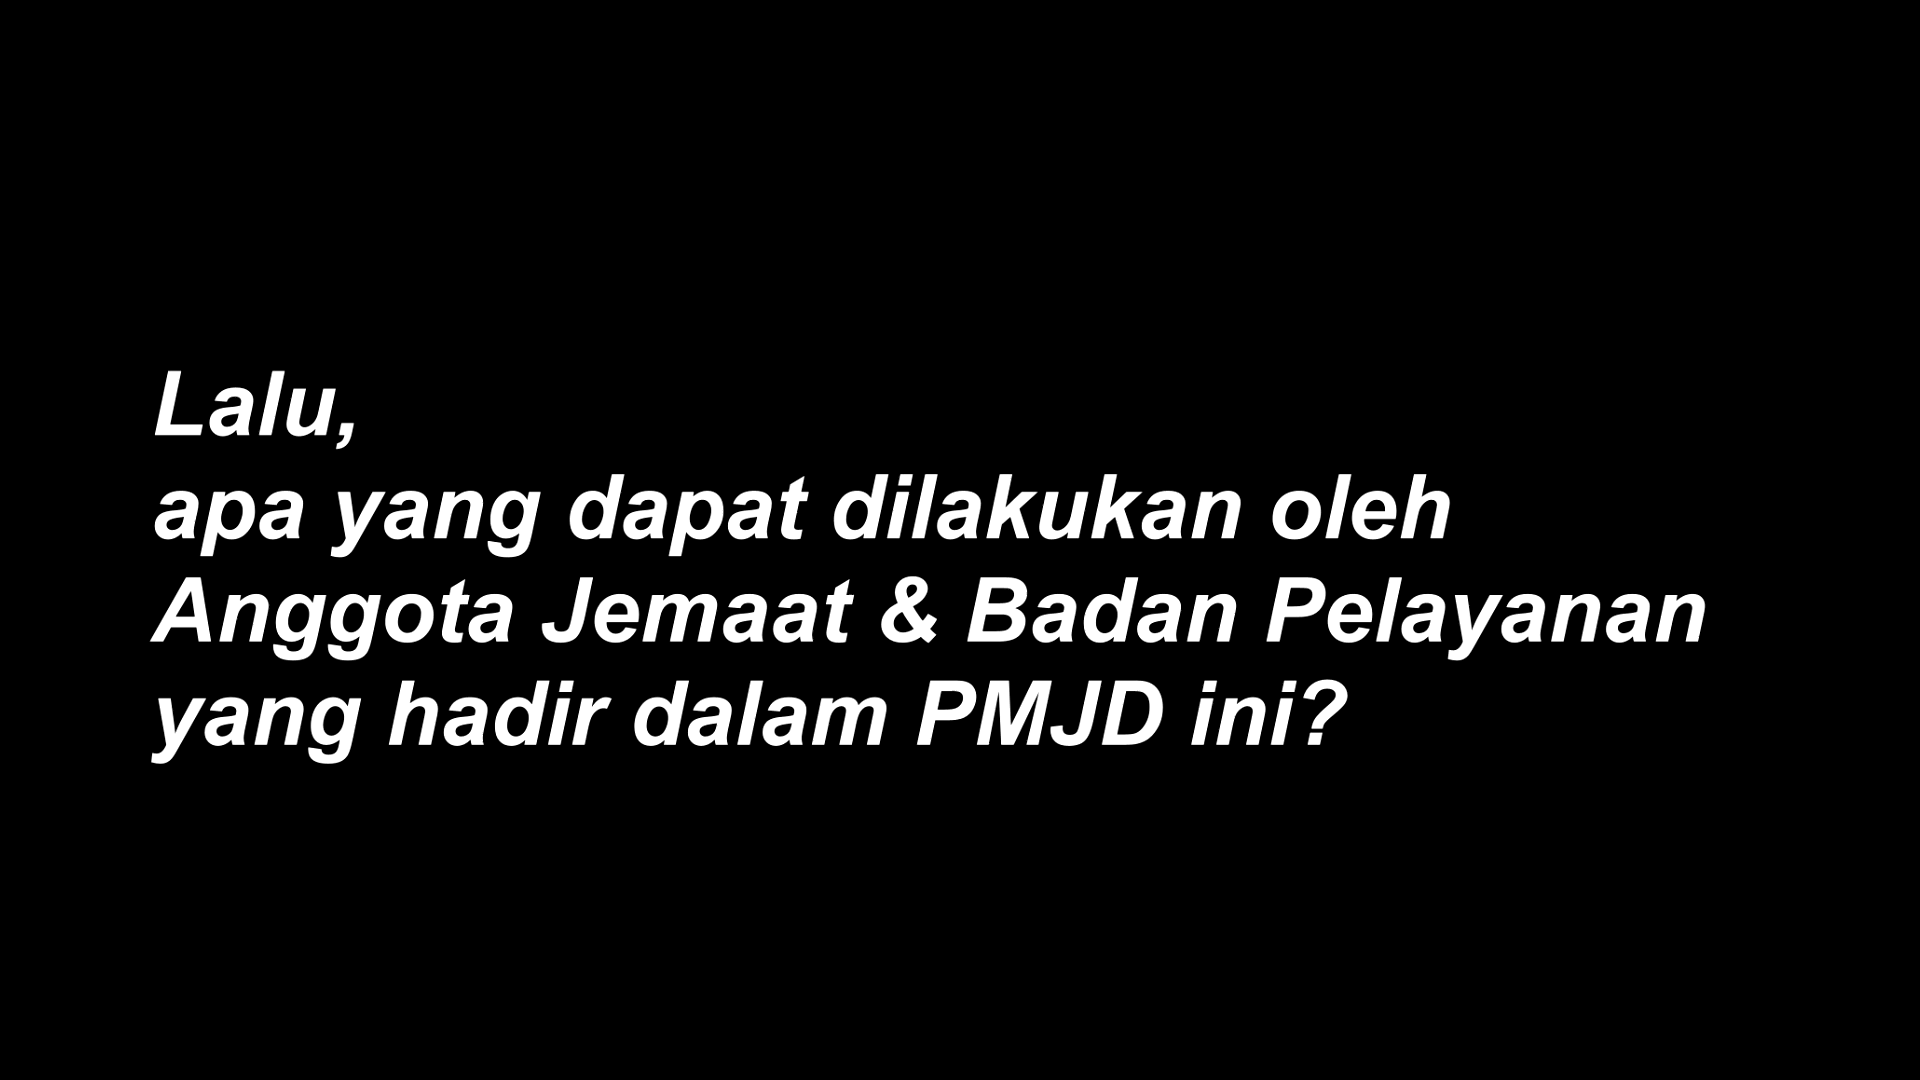 Lalu,
apa yang dapat dilakukan oleh
Anggota Jemaat & Badan Pelayanan
yang hadir dalam PMJD ini?